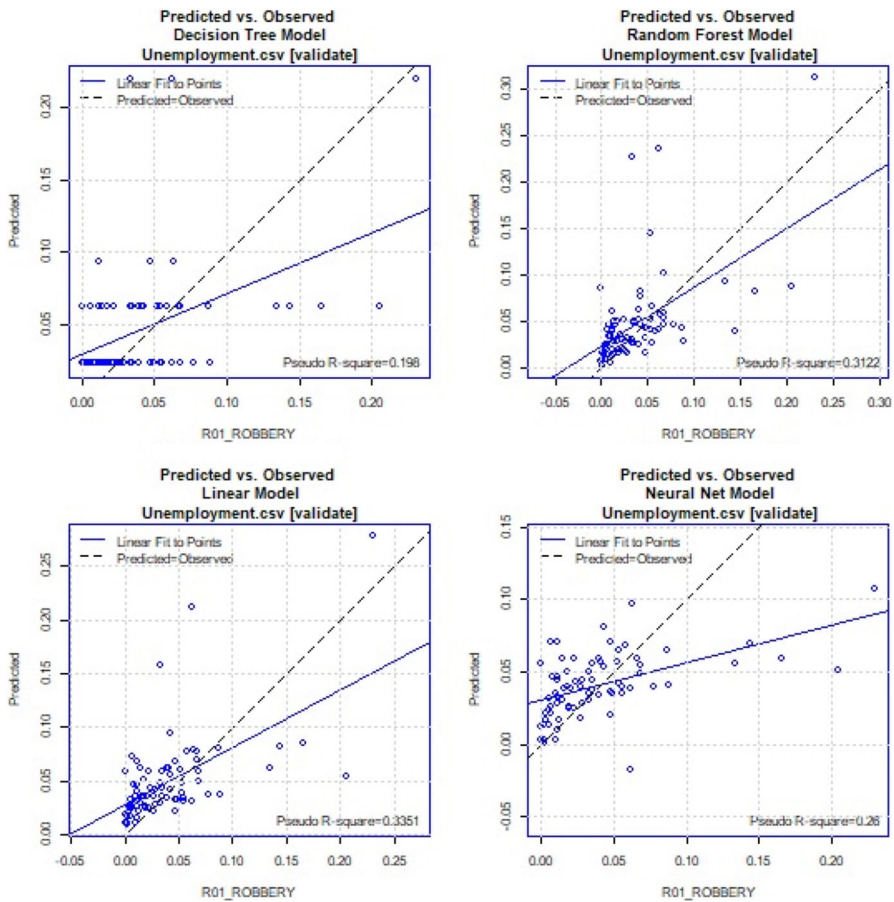 Predicted vs. Observed
Decision Tree Model
Unemployment.csv [validate]
Linear Fit to Points
Predicted=Observed
0.20
0.15
0.10
0.05
Predicted
Pseudo R-square=0.198
0.00 0.05 0.10 0.15 0.20
R01_ROBBERY
Predicted vs. Observed
Random Forest Model
Unemployment.csv [validate]
Linear Fit to Points
Predicted=Observed
0.30
0.25
0.20
0.15
0.10
0.05
0.00
Predicted
Pseudo R-square=0.3122
-0.05 0.00 0.05 0.10 0.15 0.20 0.25 0.30
R01_ROBBERY
Predicted vs. Observed
Linear Model
Unemployment.csv [validate]
Linear Fit to Points
Predicted=Observed
0.25
0.20
0.15
0.10
0.05
0.00
Predicted
Pseudo R-square=0.3351
-0.05 0.00 0.05 0.10 0.15 0.20 0.25
R01_ROBBERY
Predicted vs. Observed
Neural Net Model
Unemployment.csv [validate]
Linear Fit to Points
Predicted=Observed
0.15
0.10
0.05
0.00
-0.05
Predicted
Pseudo R-square=0.26
0.00 0.05 0.10 0.15 0.20
R01_ROBBERY